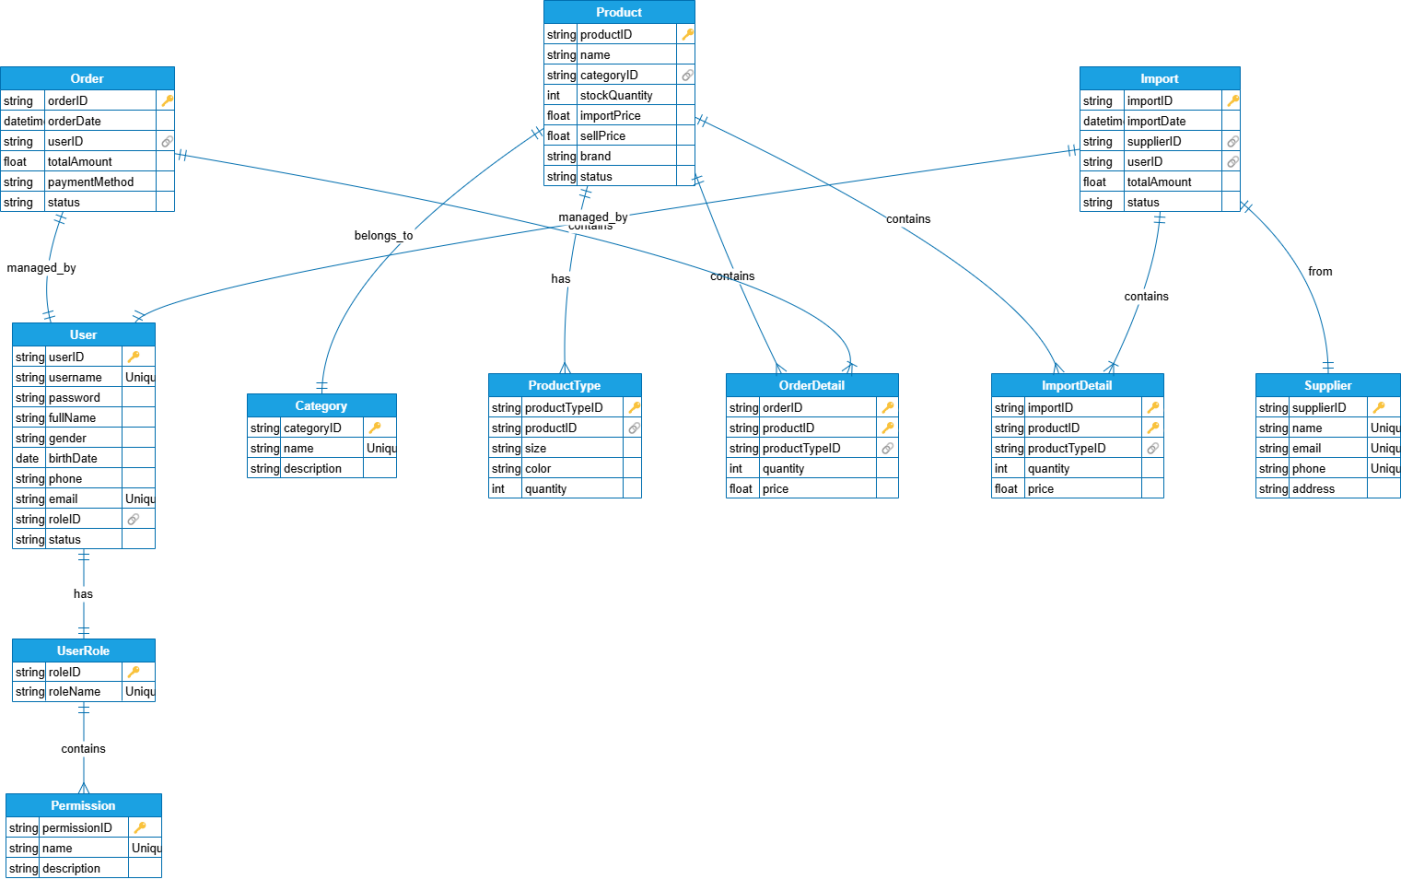 Product
string productID
string name
string categoryID
int stockQuantity
float importPrice
float sellPrice
string brand
string status
Order
string orderID
datetim orderDate
string userID
float totalAmount
string paymentMethod
string status
Import
string importID
datetim importDate
string supplierID
string userID
float totalAmount
string status
managed_by
contains
belongs_to
contains
managed_by
has
contains
contains
from
User
string userID
string username Uniqu
string password
string fullName
string gender
date birthDate
string phone
string email Uniqu
string roleID
string status
Category
string categoryID
string name Uniqu
string description
ProductType
string productTypeID
string productID
string size
string color
int quantity
OrderDetail
string orderID
string productID
string productTypeID
int quantity
float price
ImportDetail
string importID
string productID
string productTypeID
int quantity
float price
Supplier
string supplierID
string name Uniqu
string email Uniqu
string phone Uniqu
string address
has
UserRole
string roleID
string roleName Uniqu
contains
Permission
string permissionID
string name Uniqu
string description